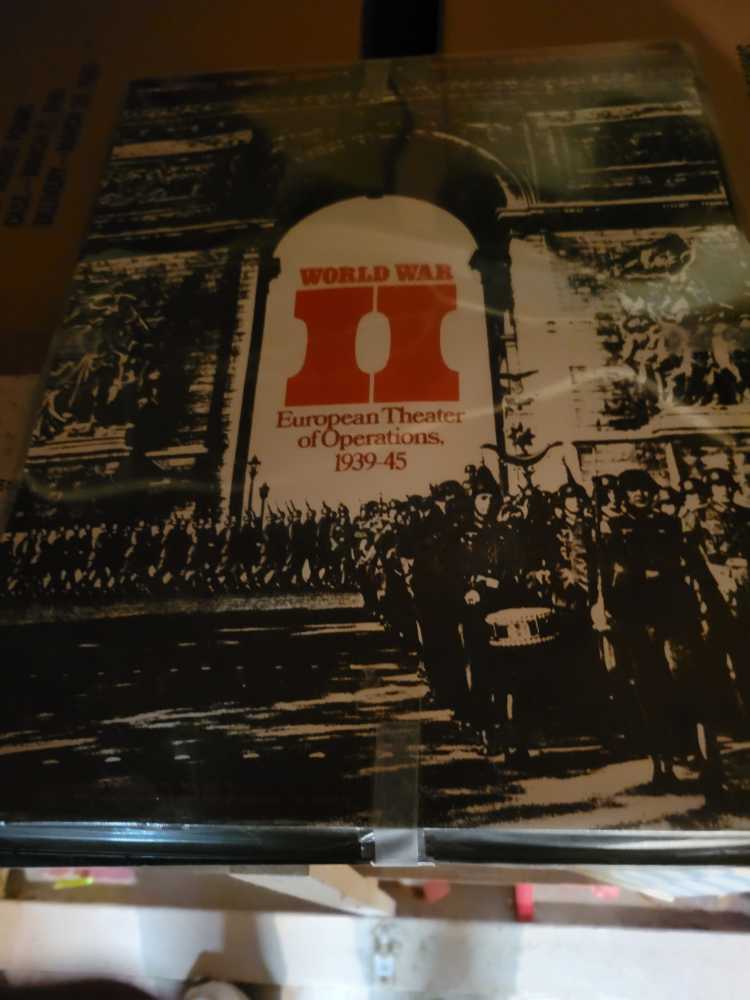 WORLD WAR
II
European Theater
of Operations,
1939-45